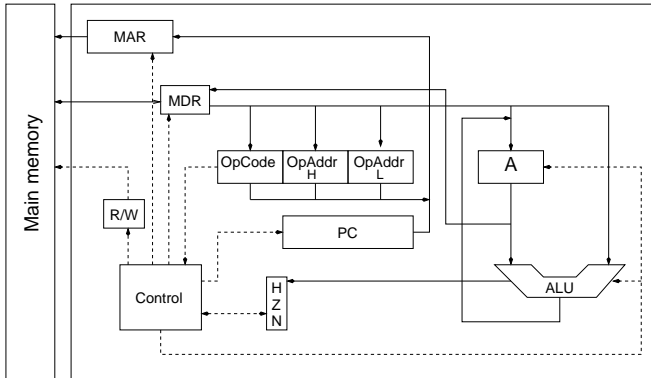 Main memory
MAR
MDR
OpCode
OpAddr
H
OpAddr
L
A
R/W
PC
Control
H
Z
N
ALU